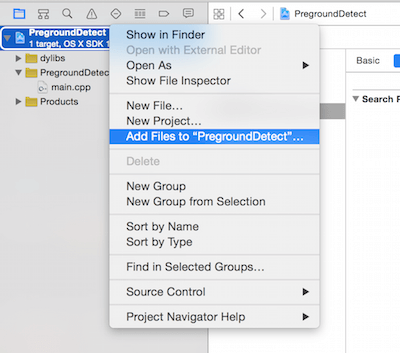 PregroundDetect
PregroundDetect
1 target, OS X SDK
dylibs
PregroundDetec
main.cpp
Products
Show in Finder
Open with External Editor
Open As
Show File Inspector
New File...
New Project...
Add Files to “PregroundDetect”...
Delete
New Group
New Group from Selection
Sort by Name
Sort by Type
Find in Selected Groups...
Source Control
Project Navigator Help
Basic
Search P